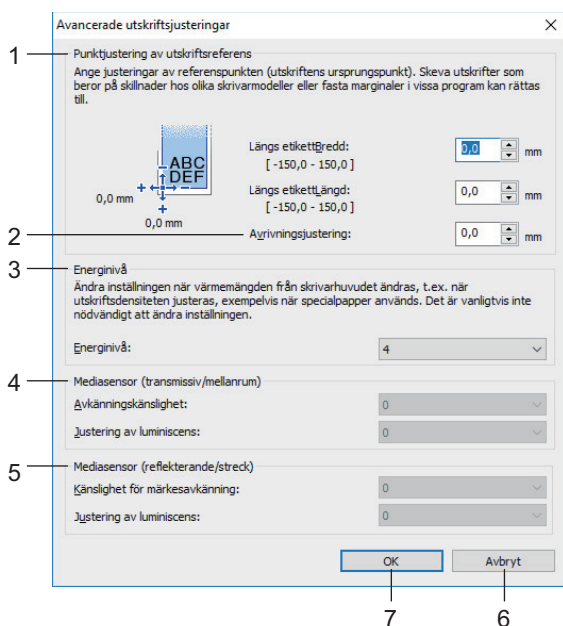 Avancerade utskriftsjusteringar
1
Punktjustering av utskriftsreferens
Ange justeringar av referenspunkten (utskriftens ursprungspunkt). Skeva utskrifter som
beror på skillnader hos olika skrivarmodeller eller fasta marginaler i vissa program kan rättas
till.
ABC
DEF
0,0 mm
0,0 mm
Längs etikettBredd:
[ -150,0 - 150,0 ]
0,0 mm
Längs etikettLängd:
[ -150,0 - 150,0 ]
0,0 mm
2
Avrivningsjustering:
0,0 mm
3
Energinivå
Ändra inställningen när värmemängden från skrivarhuvudet ändras, t.ex. när
utskriftsdensiteten justeras, exempelvis när specialpapper används. Det är vanligtvis inte
nödvändigt att ändra inställningen.
Energinivå:
4
4
Mediasensor (transmissiv/mellanrum)
Avkänningskänslighet:
0
Justering av luminiscens:
0
5
Mediasensor (reflekterande/streck)
Känslighet för märkesavkänning:
0
Justering av luminiscens:
0
OK
Avbryt
7
6